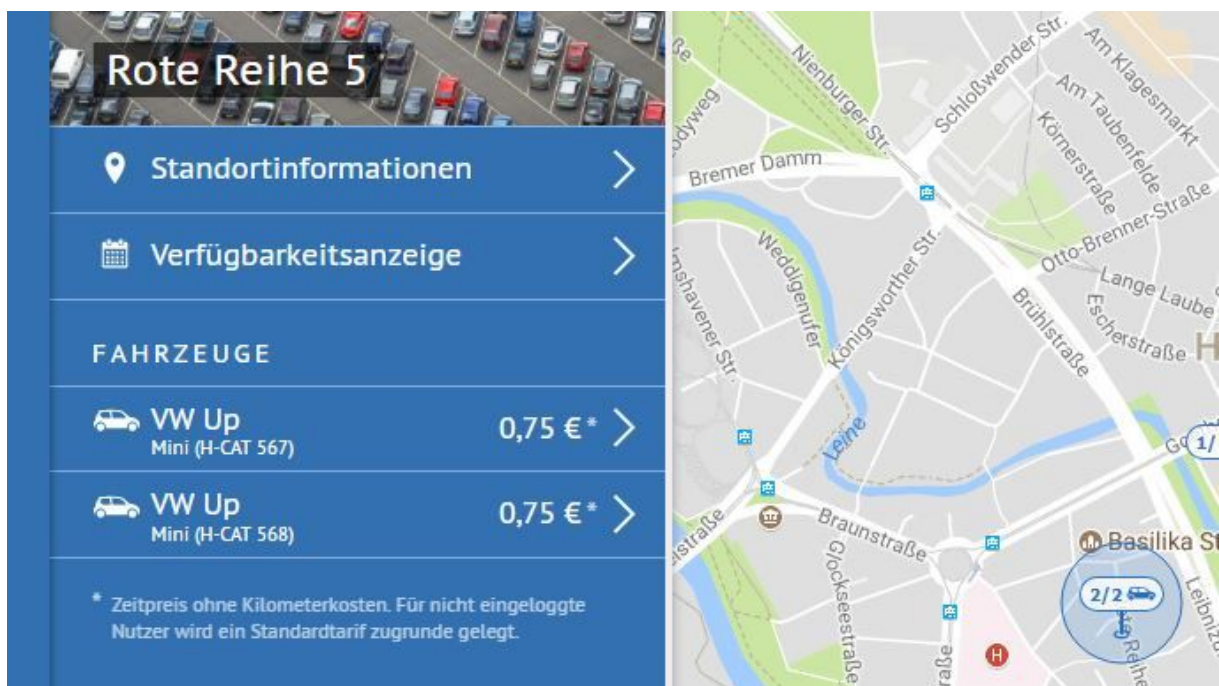 Rote Reihe 5
Standortinformationen
Verfügbarkeitsanzeige
FAHRZEUGE
VW Up
Mini (H-CAT 567)
0,75 € *
VW Up
Mini (H-CAT 568)
0,75 € *
* Zeitpreis ohne Kilometerkosten. Für nicht eingeloggte
Nutzer wird ein Standardtarif zugrunde gelegt.
Nienburger Str.
Schloßwender Str.
Am Klagesmarkt
Am Taubenfelde
Körnerstraße
Bremer Damm
Otto-Brenner-Straße
Weddigenufer
Königsworther Str.
Lange Laube
Brühlstraße
Escherstraße
H
Leine
1/
Braunstraße
Glockseestraße
Basilika St
2/2
H